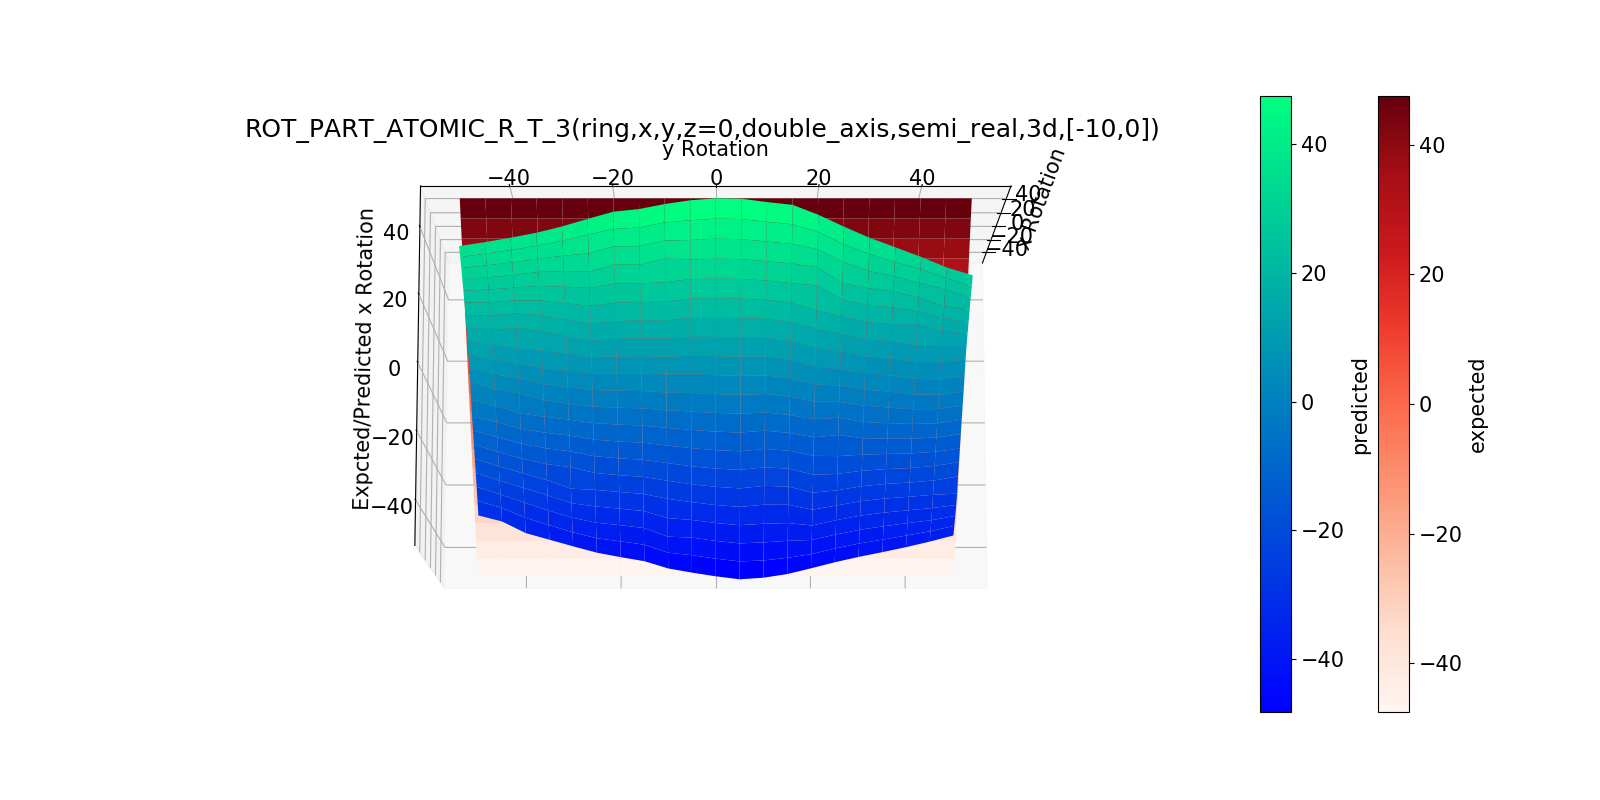 ROT_PART_ATOMIC_R_T_3(ring,x,y,z=0,double_axis,semi_real,3d,[-10,0])
y Rotation
−40 −20 0 20 40
x Rotation
40
20
0
−20
−40
Expcted/Predicted x Rotation
40
20
0
−20
−40
40
20
0
−20
−40
predicted
40
20
0
−20
−40
expected